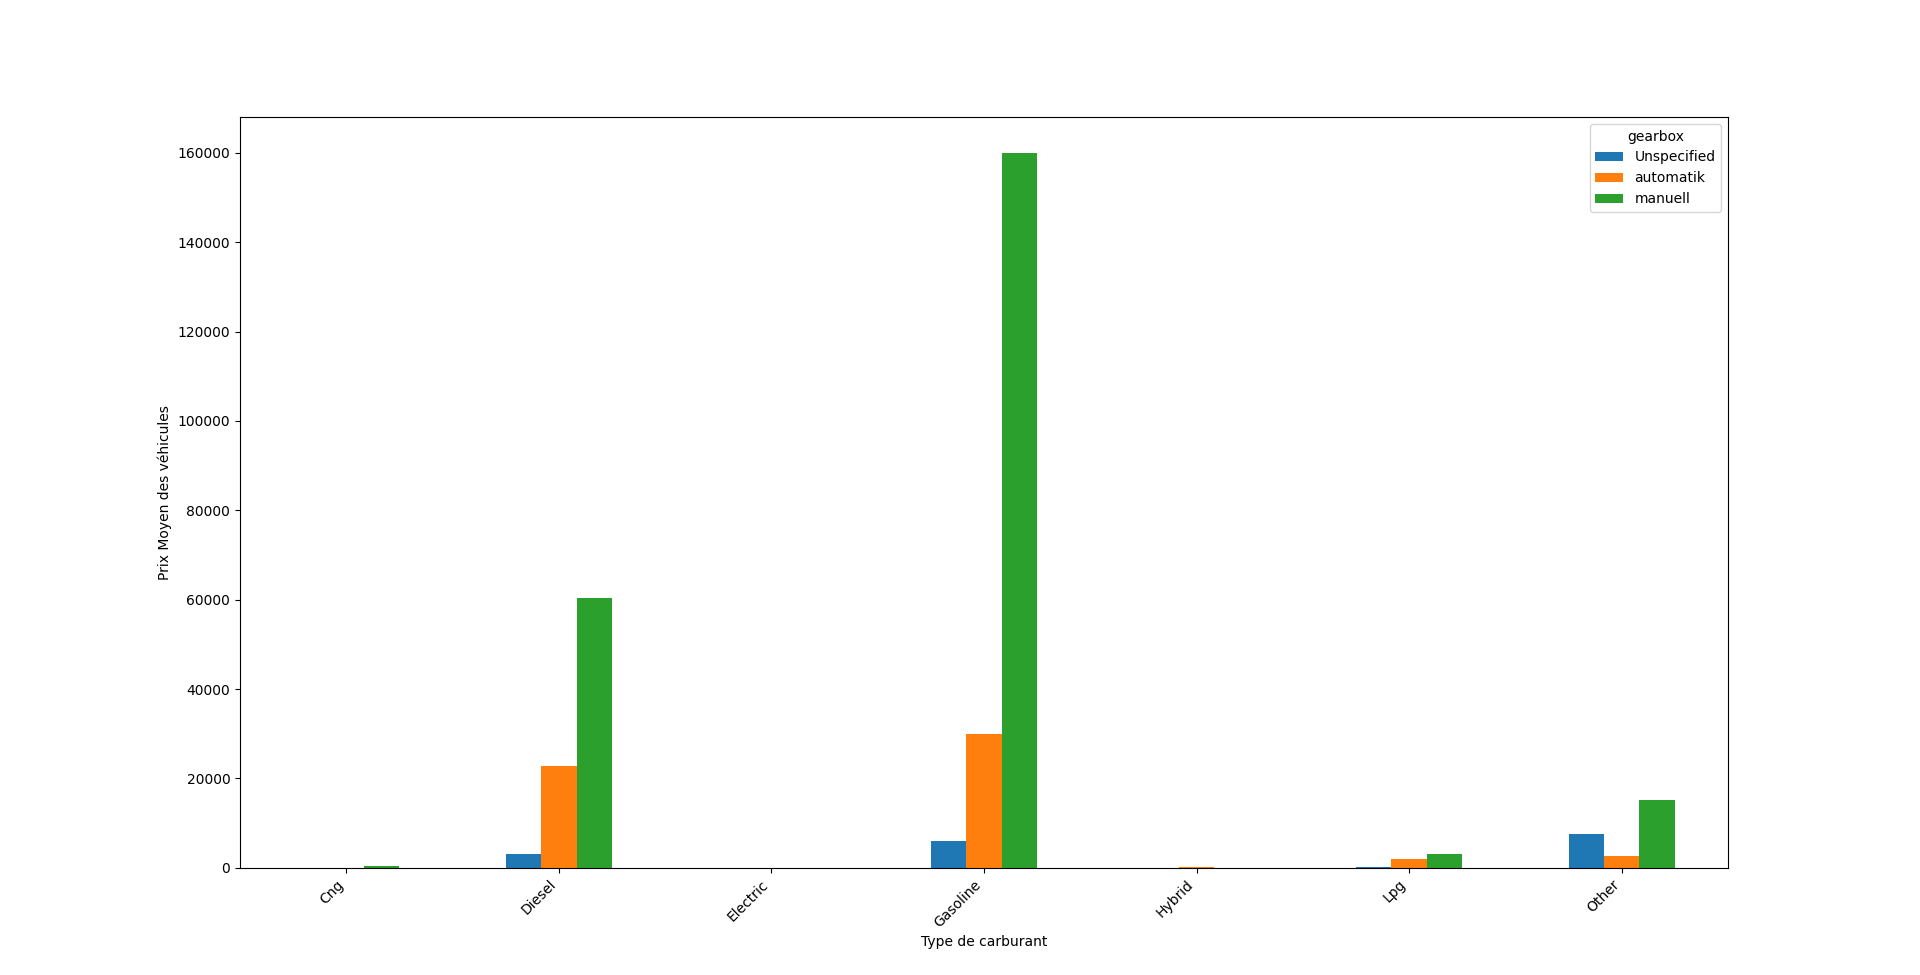 gearbox
Unspecified
automatik
manuell
160000
140000
120000
100000
80000
60000
40000
20000
0
Prix Moyen des véhicules
Cng
Diesel
Electric
Gasoline
Hybrid
Lpg
Other
Type de carburant